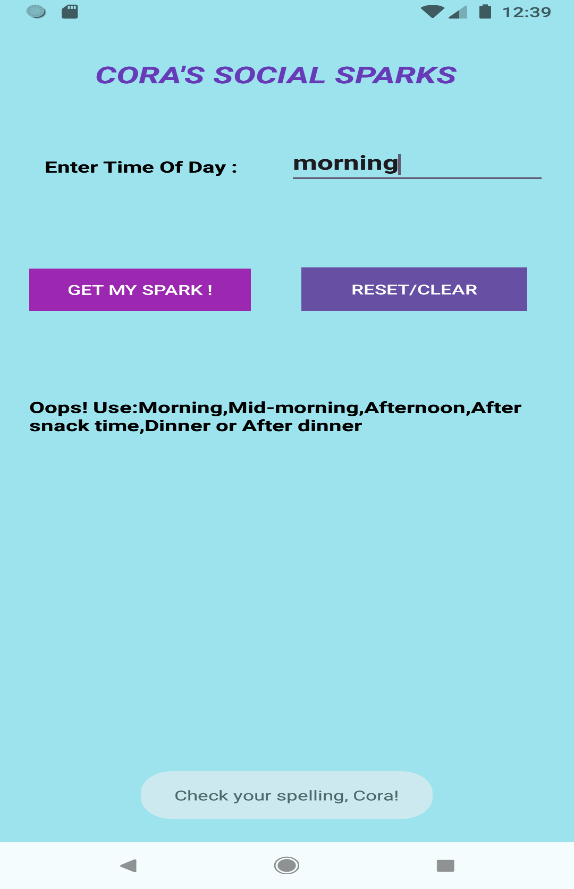 12:39
CORA'S SOCIAL SPARKS
Enter Time Of Day :
morning
GET MY SPARK !
RESET/CLEAR
Oops! Use:Morning,Mid-morning,Afternoon,After
snack time,Dinner or After dinner
Check your spelling, Cora!